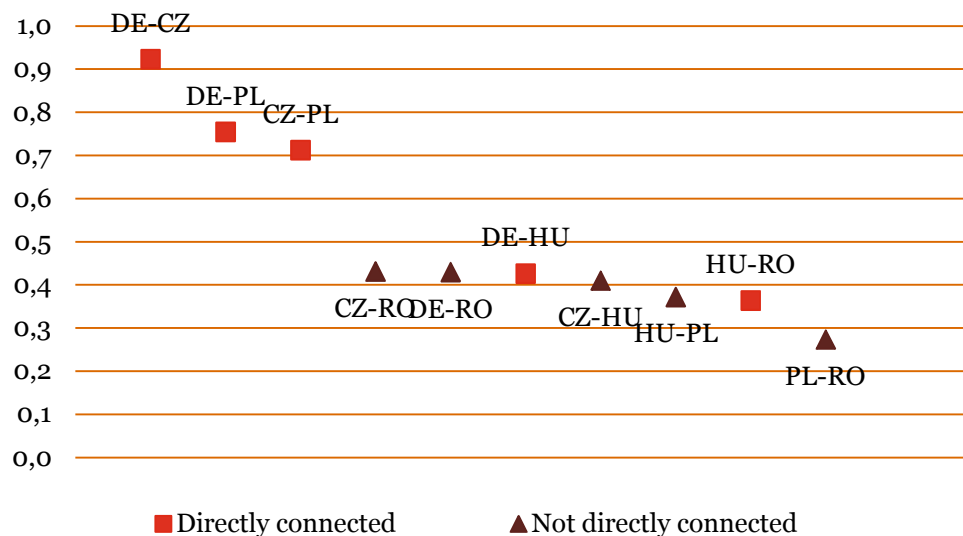 1,0
DE-CZ
0,9
DE-PL
0,8
CZ-PL
0,7
0,6
0,5
DE-HU
HU-RO
0,4
CZ-RO
DE-RO
CZ-HU
HU-PL
0,3
PL-RO
0,2
0,1
0,0
Directly connected
Not directly connected